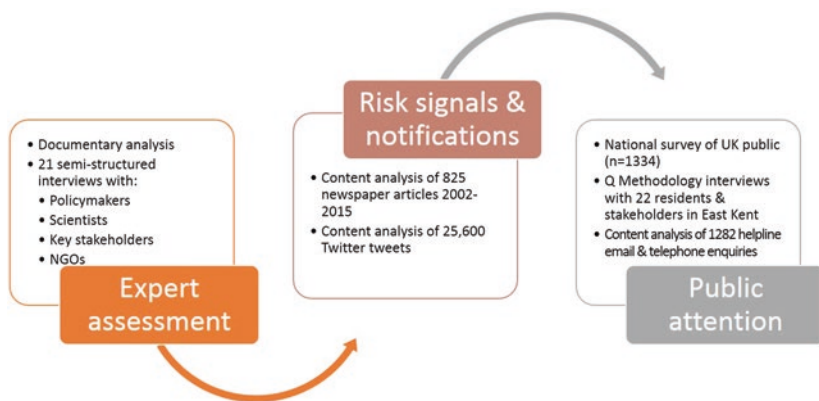 • Documentary analysis
• 21 semi-structured
interviews with:
• Policymakers
• Scientists
• Key stakeholders
• NGOs
Expert
assessment
Risk signals &
notifications
• Content analysis of 825
newspaper articles 2002-
2015
• Content analysis of 25,600
Twitter tweets
• National survey of UK public
(n=1334)
• Q Methodology interviews
with 22 residents &
stakeholders in East Kent
• Content analysis of 1282 helpline
email & telephone enquiries
Public
attention